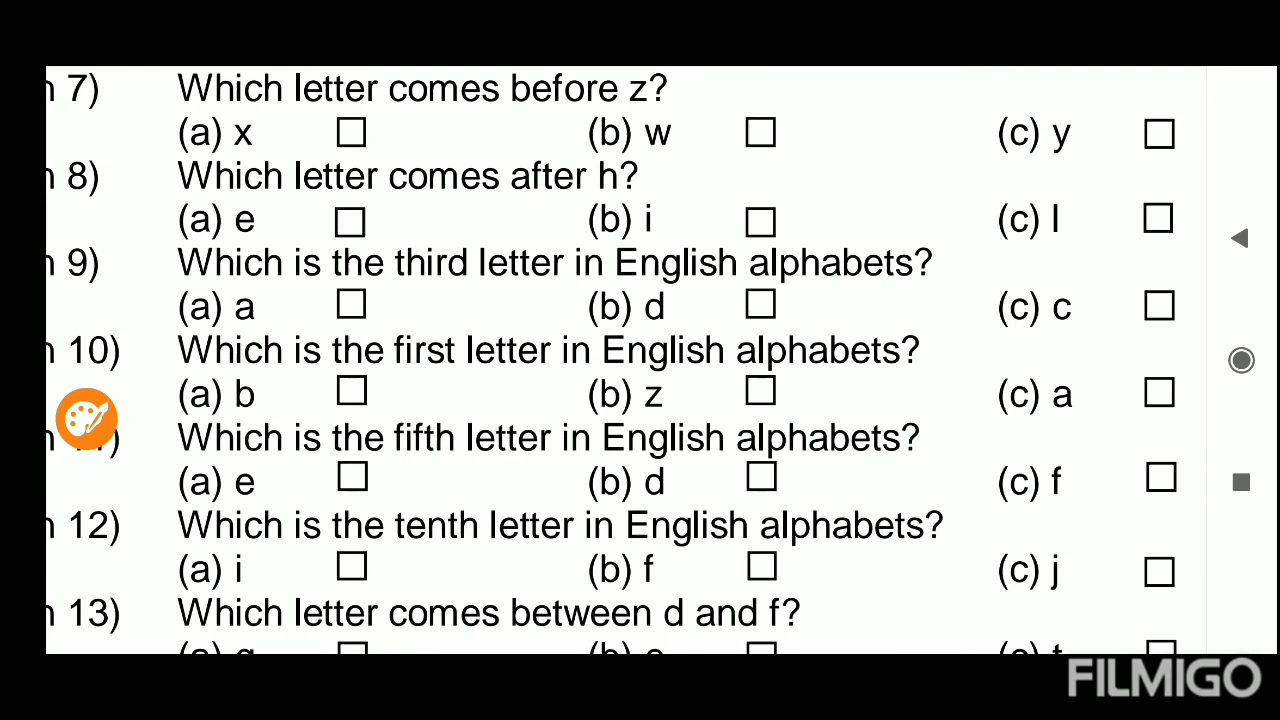 n 7) Which letter comes before z?
(a) x (b) w (c) y
n 8) Which letter comes after h?
(a) e (b) i (c) l
n 9) Which is the third letter in English alphabets?
(a) a (b) d (c) c
n 10) Which is the first letter in English alphabets?
(a) b (b) z (c) a
Which is the fifth letter in English alphabets?
(a) e (b) d (c) f
n 12) Which is the tenth letter in English alphabets?
(a) i (b) f (c) j
n 13) Which letter comes between d and f?
FILMIGO